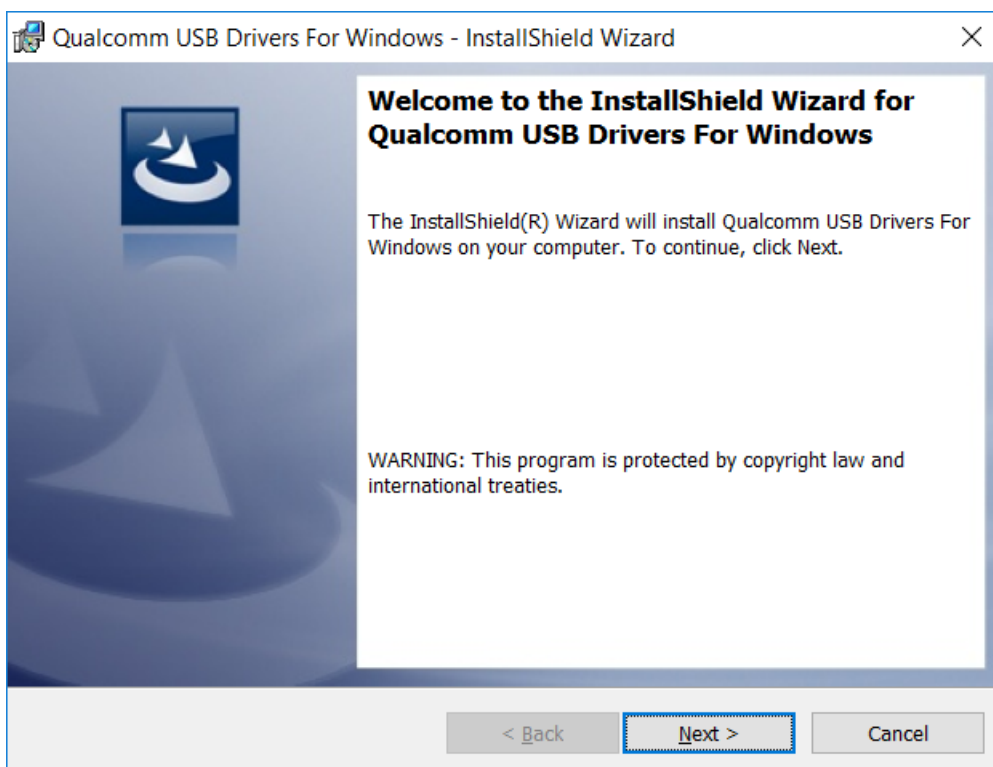 Qualcomm USB Drivers For Windows - InstallShield Wizard
Welcome to the InstallShield Wizard for
Qualcomm USB Drivers For Windows
The InstallShield(R) Wizard will install Qualcomm USB Drivers For
Windows on your computer. To continue, click Next.
WARNING: This program is protected by copyright law and
international treaties.
< Back
Next >
Cancel